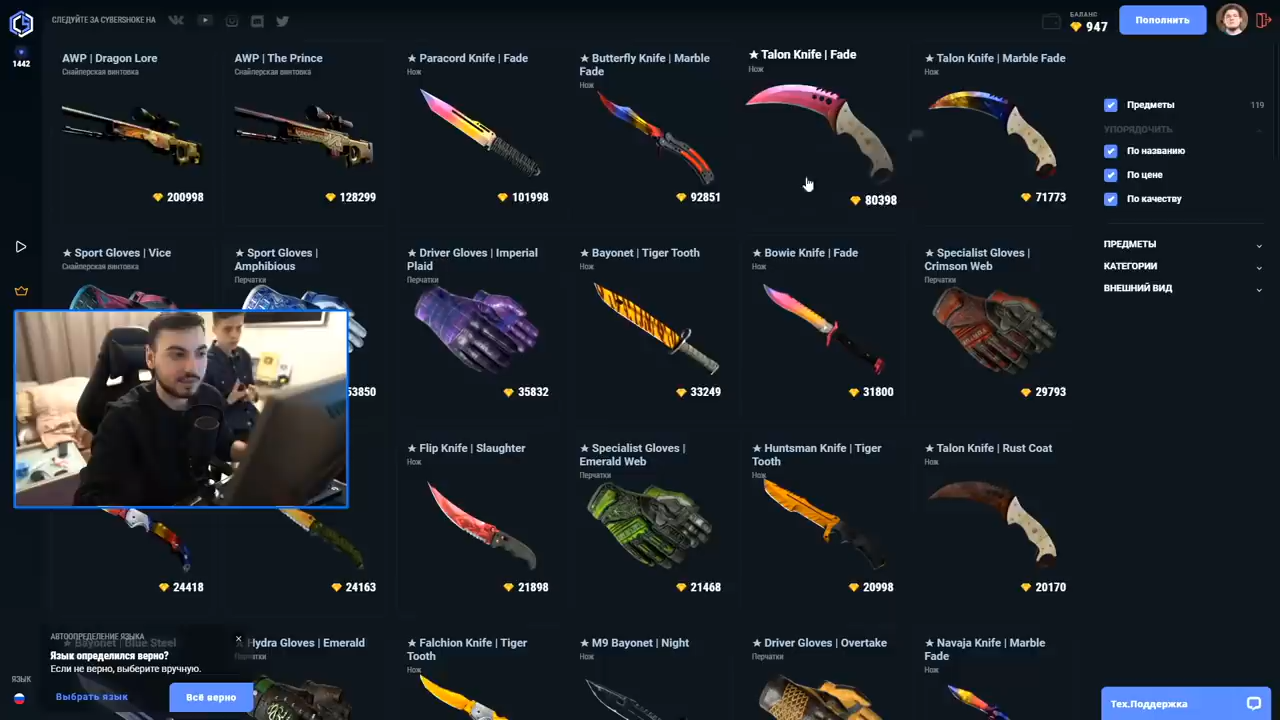 СЛЕДУЙТЕ ЗА CYBERSHOKE НА
БАЛАНС
947
Пополнить
1442
AWP | Dragon Lore
Снайперская винтовка
200998
AWP | The Prince
Снайперская винтовка
128299
★ Paracord Knife | Fade
Нож
101998
★ Butterfly Knife | Marble
Fade
Нож
92851
★ Talon Knife | Fade
Нож
80398
★ Talon Knife | Marble Fade
Нож
71773
Предметы 119
УПОРЯДОЧИТЬ
По названию
По цене
По качеству
ПРЕДМЕТЫ
КАТЕГОРИИ
ВНЕШНИЙ ВИД
★ Sport Gloves | Vice
Снайперская винтовка
★ Sport Gloves |
Amphibious
Перчатки
53850
★ Driver Gloves | Imperial
Plaid
Перчатки
35832
★ Bayonet | Tiger Tooth
Нож
33249
★ Bowie Knife | Fade
Нож
31800
★ Specialist Gloves |
Crimson Web
Перчатки
29793
24418
24163
★ Flip Knife | Slaughter
Нож
21898
★ Specialist Gloves |
Emerald Web
Перчатки
21468
★ Huntsman Knife | Tiger
Tooth
Нож
20998
★ Talon Knife | Rust Coat
Нож
20170
★ Bayonet | Blue Steel
Hydra Gloves | Emerald
Перчатки
★ Falchion Knife | Tiger
Tooth
Нож
★ M9 Bayonet | Night
Нож
★ Driver Gloves | Overtake
Перчатки
★ Navaja Knife | Marble
Fade
Нож
АВТООПРЕДЕЛЕНИЕ ЯЗЫКА
Язык определился верно?
Если не верно, выберите вручную.
Выбрать язык
Всё верно
ЯЗЫК
Тех.Поддержка